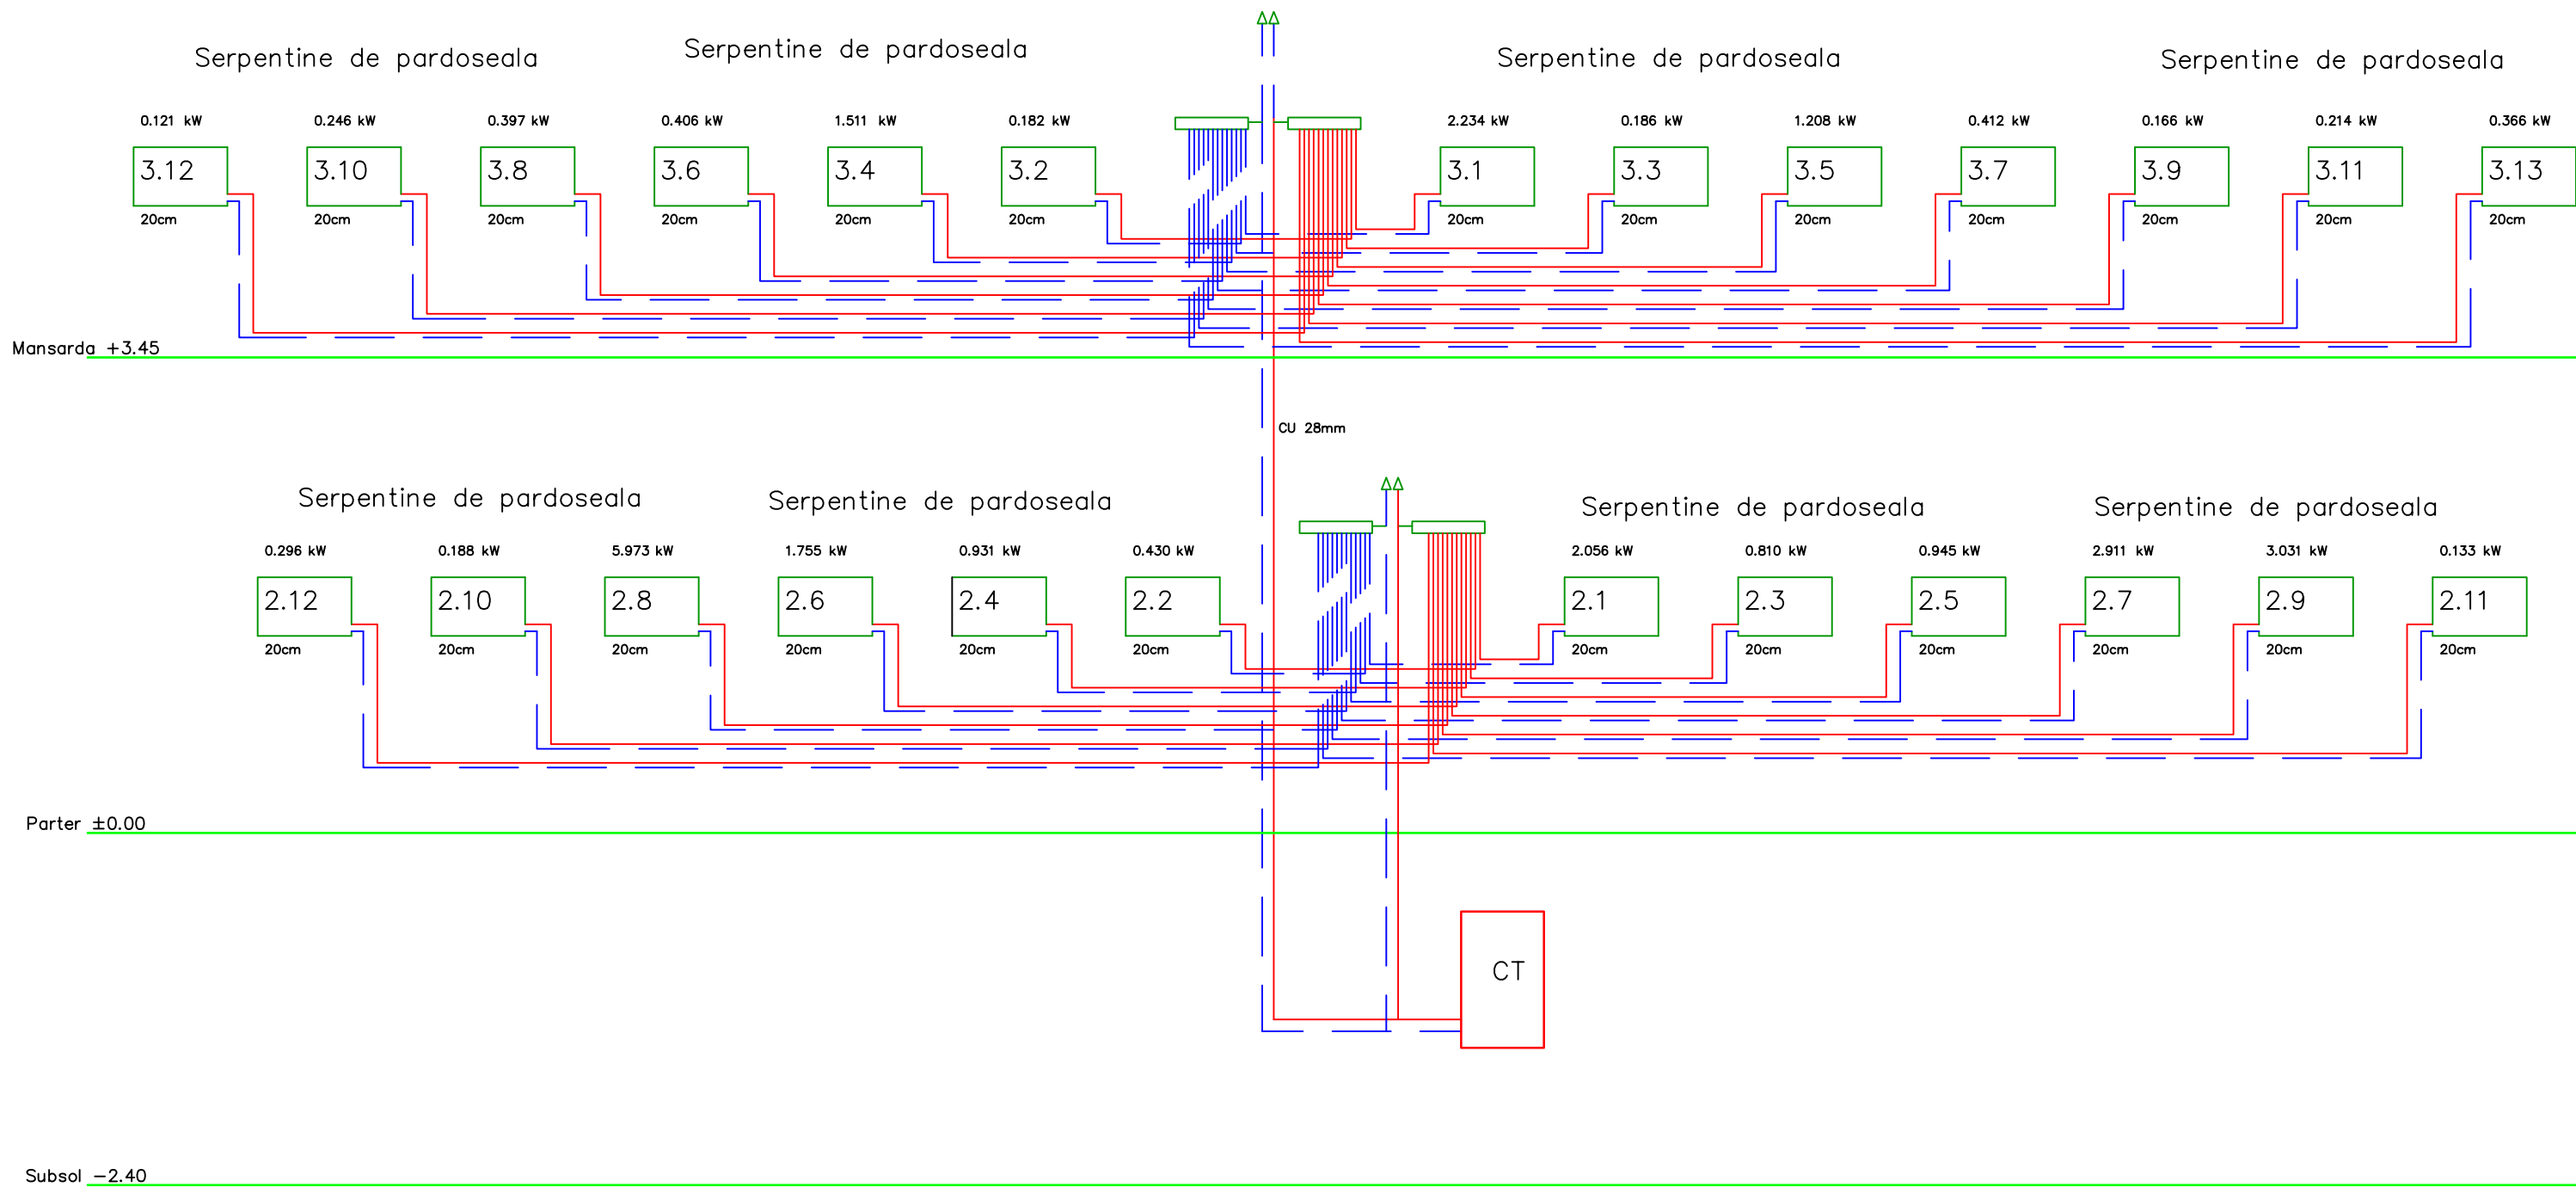 Serpentine de pardoseala
Serpentine de pardoseala
Serpentine de pardoseala
Serpentine de pardoseala
0.121 kW
0.246 kW
0.397 kW
0.406 kW
1.511 kW
0.182 kW
2.234 kW
0.186 kW
1.208 kW
0.412 kW
0.166 kW
0.214 kW
0.366 kW
3.12
3.10
3.8
3.6
3.4
3.2
3.1
3.3
3.5
3.7
3.9
3.11
3.13
20cm
20cm
20cm
20cm
20cm
20cm
20cm
20cm
20cm
20cm
20cm
20cm
20cm
Mansarda +3.45
CU 28mm
Serpentine de pardoseala
Serpentine de pardoseala
Serpentine de pardoseala
Serpentine de pardoseala
0.296 kW
0.188 kW
5.973 kW
1.755 kW
0.931 kW
0.430 kW
2.056 kW
0.810 kW
0.945 kW
2.911 kW
3.031 kW
0.133 kW
2.12
2.10
2.8
2.6
2.4
2.2
2.1
2.3
2.5
2.7
2.9
2.11
20cm
20cm
20cm
20cm
20cm
20cm
20cm
20cm
20cm
20cm
20cm
20cm
Parter ±0.00
CT
Subsol −2.40